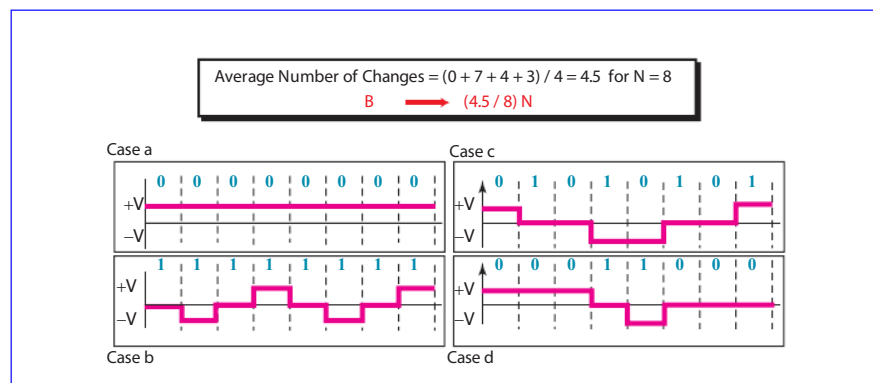 Average Number of Changes = (0 + 7 + 4 + 3) / 4 = 4.5 for N = 8
B (4.5 / 8) N
Case a
0 0 0 0 0 0 0 0
+V
−V
1 1 1 1 1 1 1 1
+V
−V
Case b
Case c
0 1 0 1 0 1 0 1
+V
−V
0 0 0 1 1 0 0 0
+V
−V
Case d